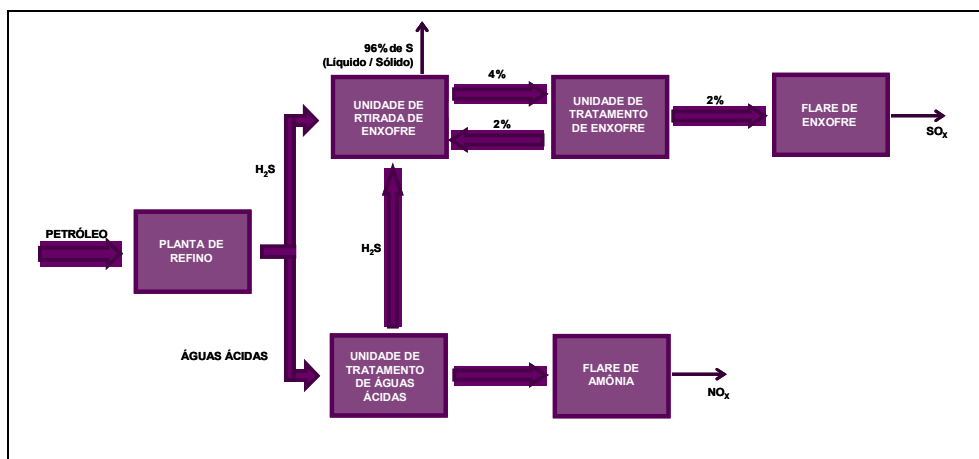 96% de S
(Líquido / Sólido)
4%
UNIDADE DE
RTIRADA DE
ENXOFRE
UNIDADE DE
TRATAMENTO
DE ENXOFRE
2%
2%
FLARE DE
ENXOFRE
SOₓ
H₂S
PETRÓLEO
PLANTA DE
REFINO
H₂S
ÁGUAS ÁCIDAS
UNIDADE DE
TRATAMENTO
DE ÁGUAS
ÁCIDAS
FLARE DE
AMÔNIA
NOₓ